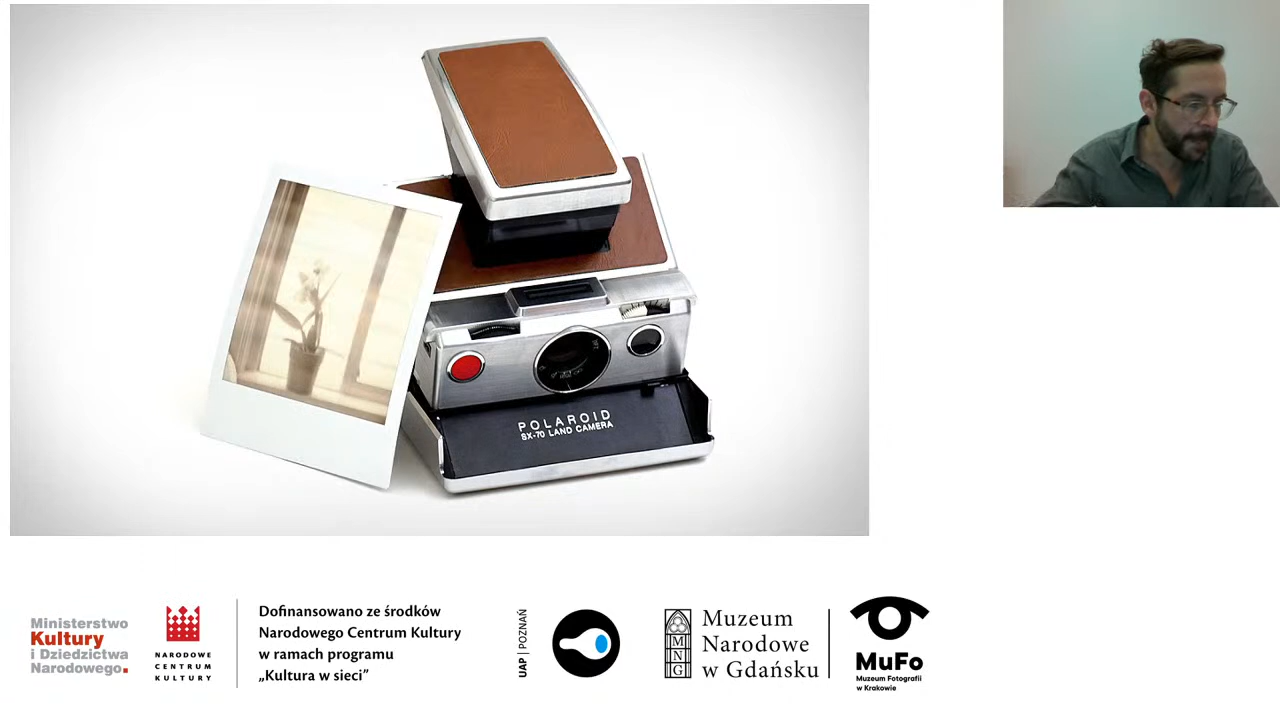 POLAROID
SX-70 LAND CAMERA
Ministerstwo
Kultury
i Dziedzictwa
Narodowego.
NARODOWE
CENTRUM
KULTURY
Dofinansowano ze środków
Narodowego Centrum Kultury
w ramach programu
„Kultura w sieci”
UAP | POZNAŃ
MNG
Muzeum
Narodowe
w Gdańsku
MuFo
Muzeum Fotografii
w Krakowie